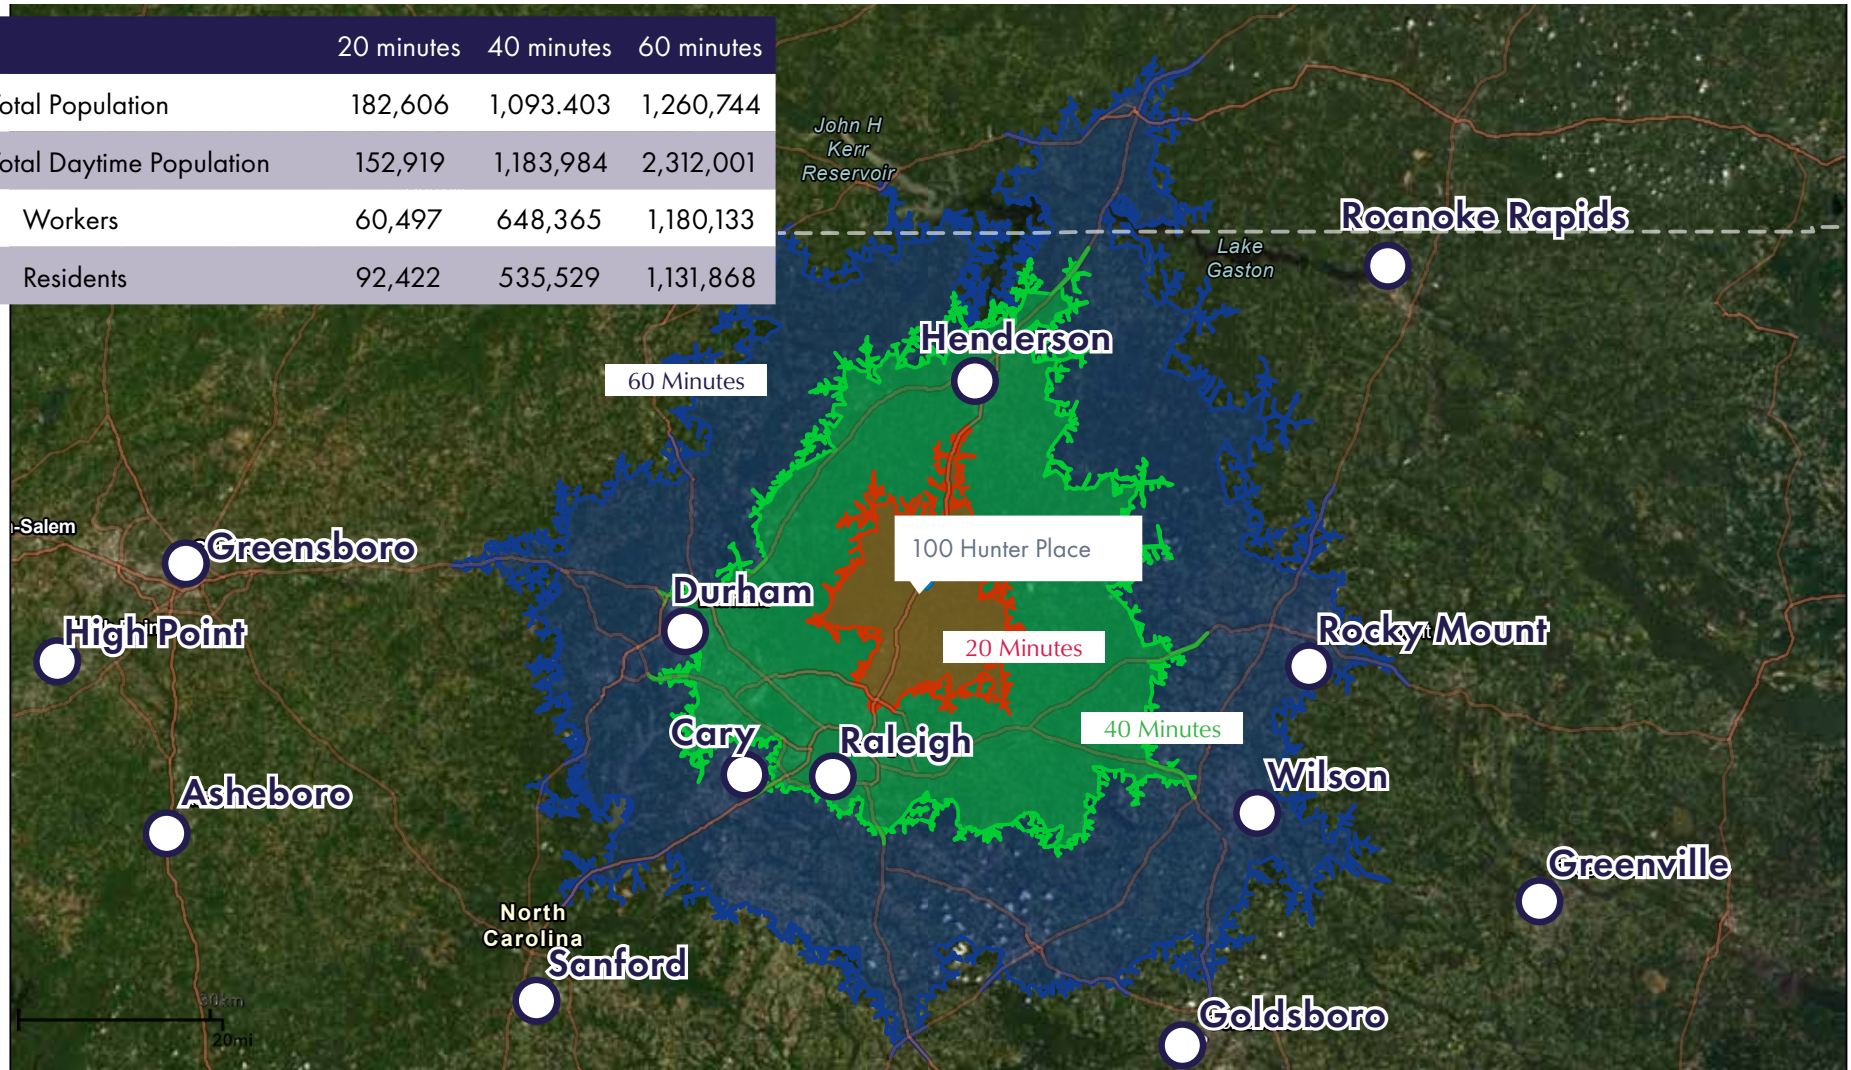 20 minutes 40 minutes 60 minutes
Total Population 182,606 1,093.403 1,260,744
Total Daytime Population 152,919 1,183,984 2,312,001
Workers 60,497 648,365 1,180,133
Residents 92,422 535,529 1,131,868
John H
Kerr
Reservoir
Roanoke Rapids
Lake
Gaston
Henderson
60 Minutes
-Salem
Greensboro
100 Hunter Place
Durham
High Point
20 Minutes
Rocky Mount
Cary
Raleigh
40 Minutes
Wilson
Asheboro
Greenville
North
Carolina
Sanford
30km
20mi
Goldsboro